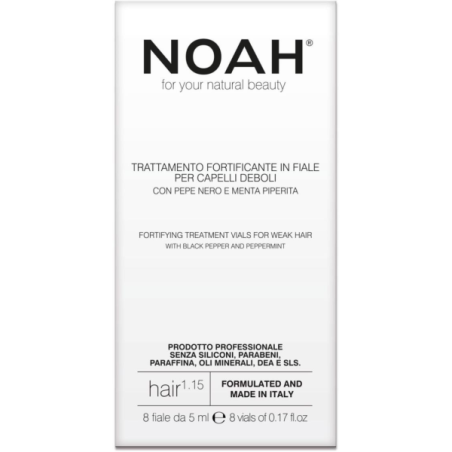 NOAH®
for your natural beauty
TRATTAMENTO FORTIFICANTE IN FIALE
PER CAPELLI DEBOLI
CON PEPE NERO E MENTA PIPERITA
FORTIFYING TREATMENT VIALS FOR WEAK HAIR
WITH BLACK PEPPER AND PEPPERMINT
PRODOTTO PROFESSIONALE
SENZA SILICONI, PARABENI,
PARAFFINA, OLI MINERALI, DEA E SLS.
hair1.15
FORMULATED AND
MADE IN ITALY
8 fiale da 5 ml ℮ 8 vials of 0.17 fl.oz